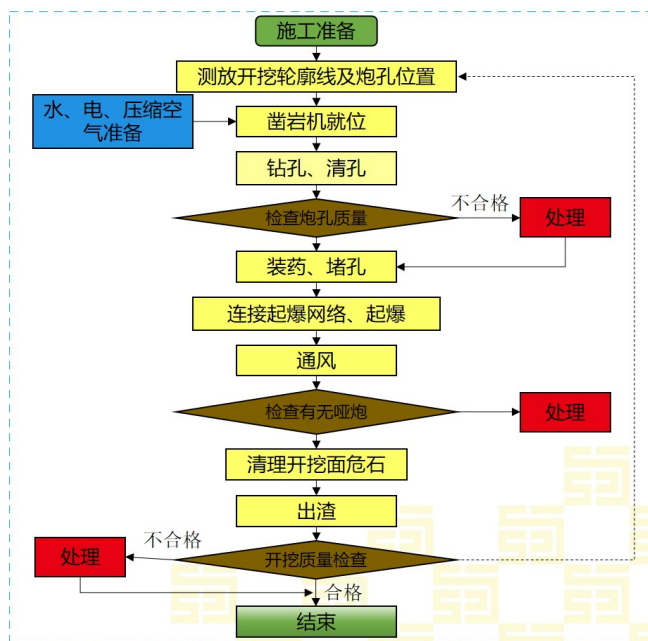 施工准备
测放开挖轮廓线及炮孔位置
水、电、压缩空
气准备
凿岩机就位
钻孔、清孔
检查炮孔质量
不合格
处理
装药、堵孔
连接起爆网络、起爆
通风
检查有无哑炮
处理
清理开挖面危石
出渣
不合格
处理
开挖质量检查
合格
结束